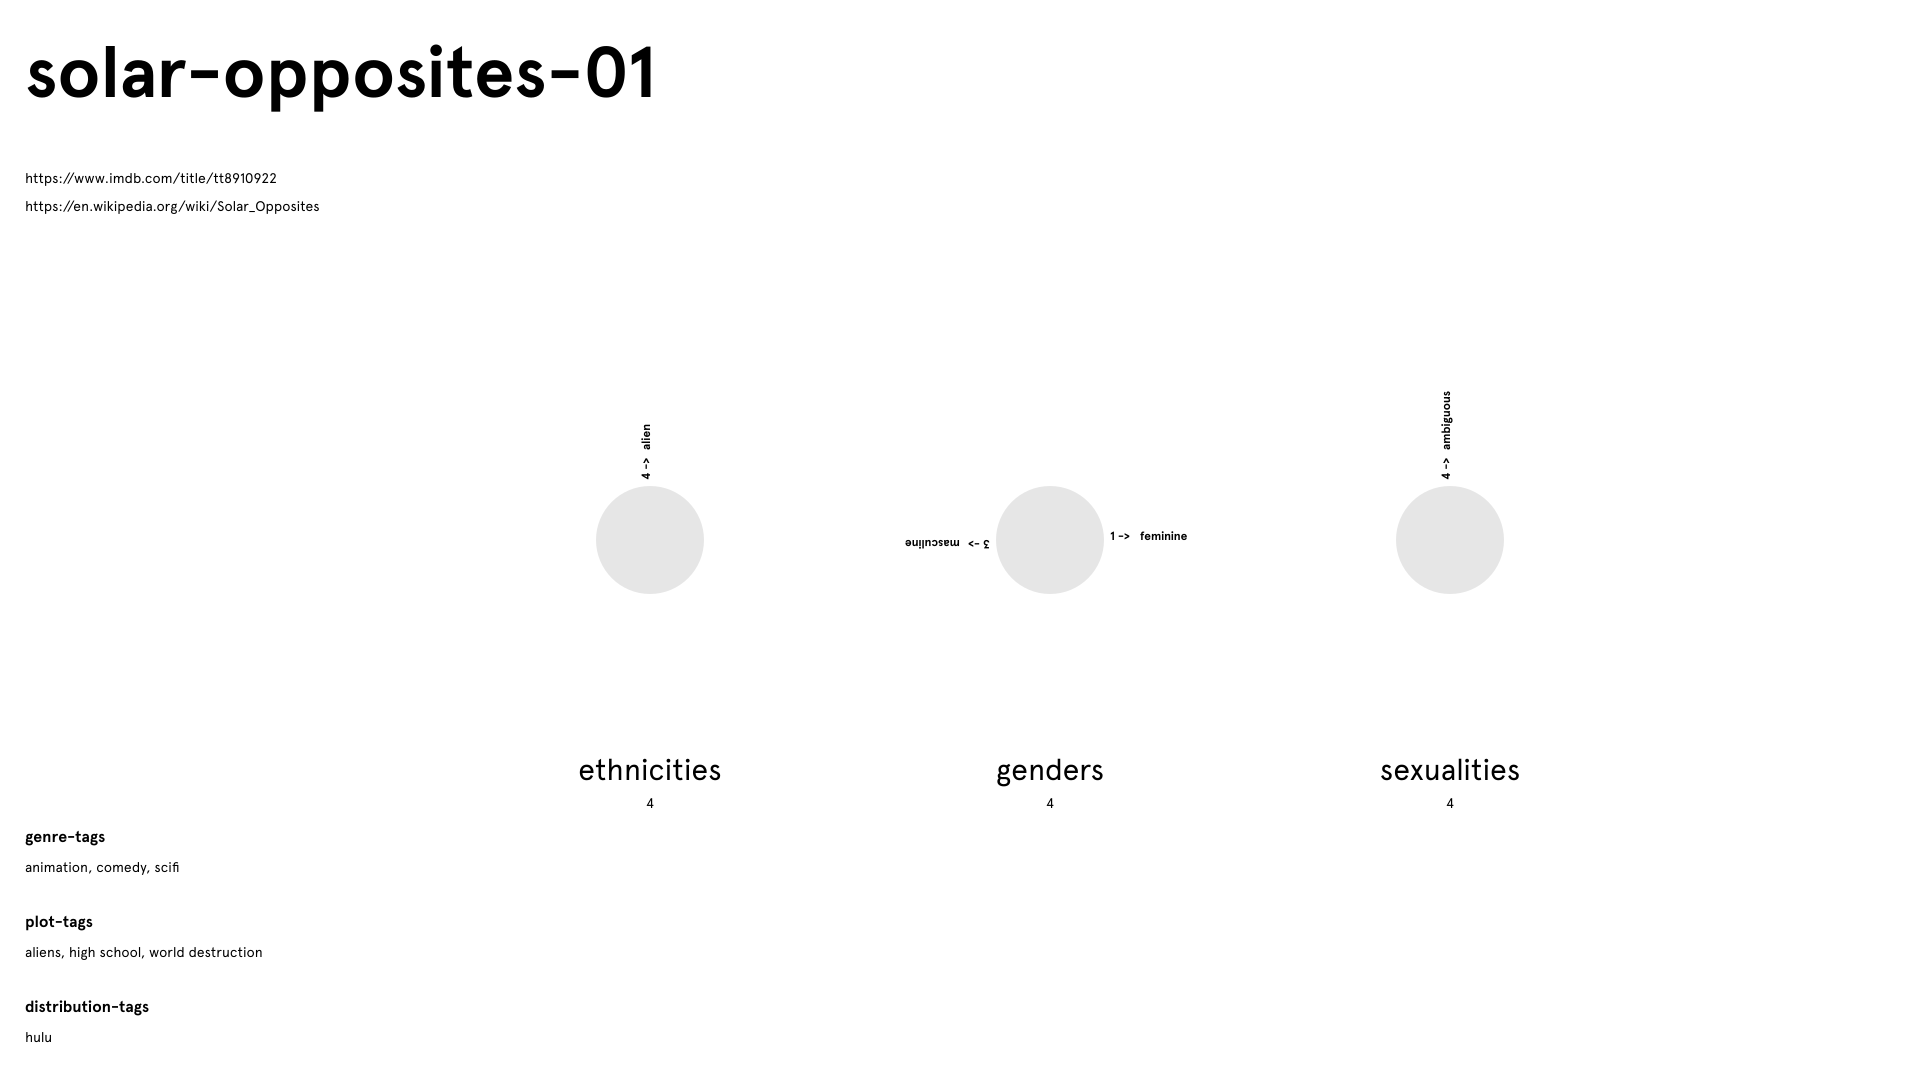 solar-opposites-01
https://www.imdb.com/title/tt8910922
https://en.wikipedia.org/wiki/Solar_Opposites
4 -> alien
3 -> masculine
1 -> feminine
4 -> ambiguous
ethnicities
4
genders
4
sexualities
4
genre-tags
animation, comedy, scifi
plot-tags
aliens, high school, world destruction
distribution-tags
hulu